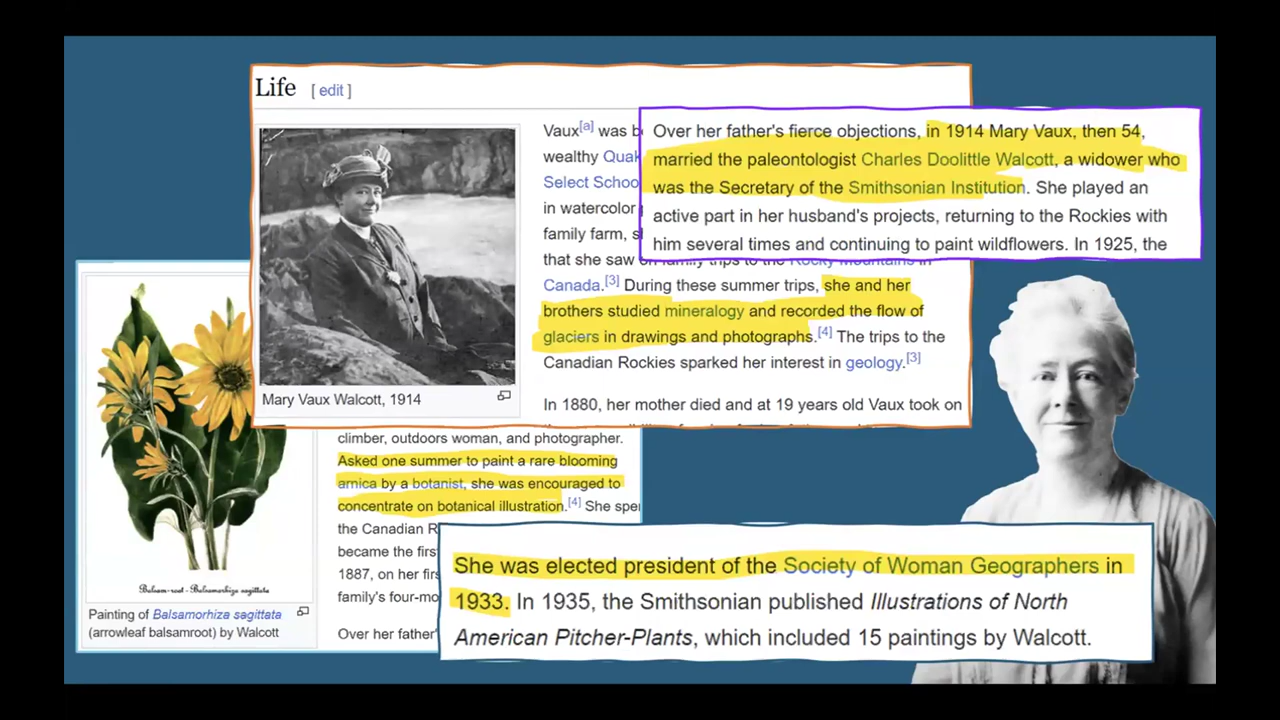 Life [ edit ]
Vaux[a] was b
wealthy Quak
Select Schoo
in watercolor
family farm, s
that she saw on family trips to the Rocky Mountains in
Canada.[3] During these summer trips, she and her
brothers studied mineralogy and recorded the flow of
glaciers in drawings and photographs.[4] The trips to the
Canadian Rockies sparked her interest in geology.[3]
In 1880, her mother died and at 19 years old Vaux took on
Mary Vaux Walcott, 1914
Over her father's fierce objections, in 1914 Mary Vaux, then 54,
married the paleontologist Charles Doolittle Walcott, a widower who
was the Secretary of the Smithsonian Institution. She played an
active part in her husband's projects, returning to the Rockies with
him several times and continuing to paint wildflowers. In 1925, the
climber, outdoors woman, and photographer.
Asked one summer to paint a rare blooming
arnica by a botanist, she was encouraged to
concentrate on botanical illustration.[4] She spe
the Canadian R
became the firs
1887, on her firs
family's four-mo
Over her father'
Balsam-root - Balsamorhiza sagittata
Painting of Balsamorhiza sagittata
(arrowleaf balsamroot) by Walcott
She was elected president of the Society of Woman Geographers in
1933. In 1935, the Smithsonian published Illustrations of North
American Pitcher-Plants, which included 15 paintings by Walcott.